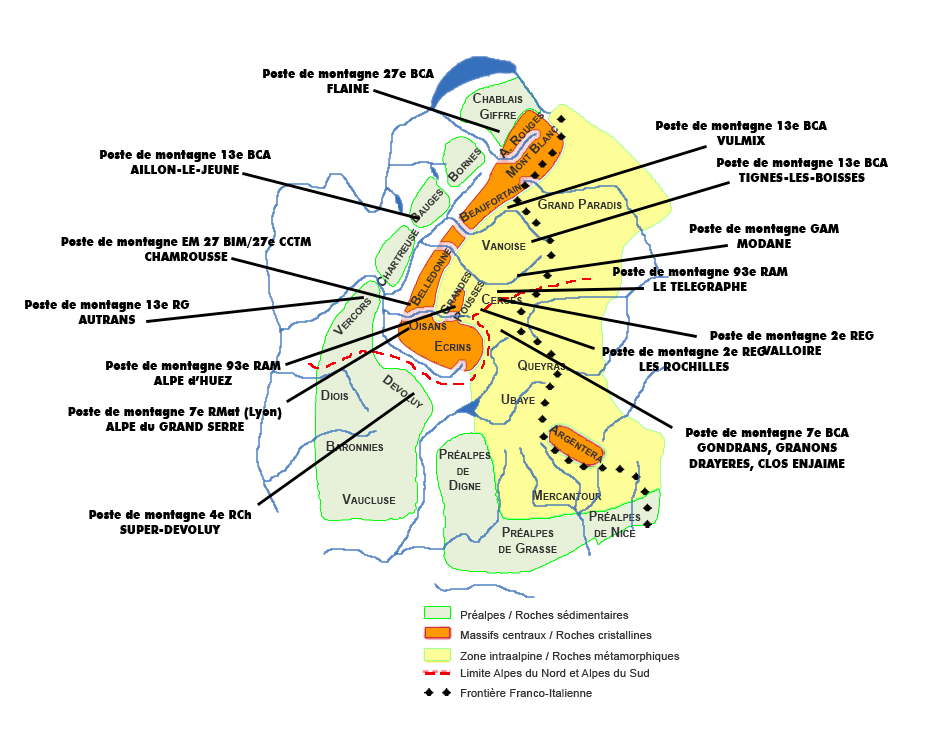 Poste de montagne 27e BCA
FLAINE
CHABLAIS
GIFFRE
A. ROUGES
MONT BLANC
Poste de montagne 13e BCA
VULMIX
Poste de montagne 13e BCA
AILLON-LE-JEUNE
BORNES
Poste de montagne 13e BCA
TIGNES-LES-BOISSES
BAUGES
BEAUFORTAIN
GRAND PARADIS
Poste de montagne EM 27 BIM/27e CCTM
CHAMROUSSE
CHARTREUSE
VANOISE
Poste de montagne GAM
MODANE
BELLEDONNE
GRANDES
ROUSSES
CERCES
Poste de montagne 93e RAM
LE TELEGRAPHE
Poste de montagne 13e RG
AUTRANS
VERCORS
OISANS
ECRINS
Poste de montagne 2e REG
VALLOIRE
Poste de montagne 2e REG
LES ROCHILLES
Poste de montagne 93e RAM
ALPE d'HUEZ
QUEYRAS
Poste de montagne 7e RMat (Lyon)
ALPE du GRAND SERRE
DIOIS
DEVOLUY
UBAYE
Poste de montagne 7e BCA
GONDRANS, GRANONS
DRAYERES, CLOS ENJAIME
ARGENTERA
BARONNIES
PRÉALPES
DE
DIGNE
VAUCLUSE
MERCANTOUR
Poste de montagne 4e RCh
SUPER-DEVOLUY
PRÉALPES
DE NICE
PRÉALPES
DE GRASSE
Préalpes / Roches sédimentaires
Massifs centraux / Roches cristallines
Zone intraalpine / Roches métamorphiques
Limite Alpes du Nord et Alpes du Sud
Frontière Franco-Italienne